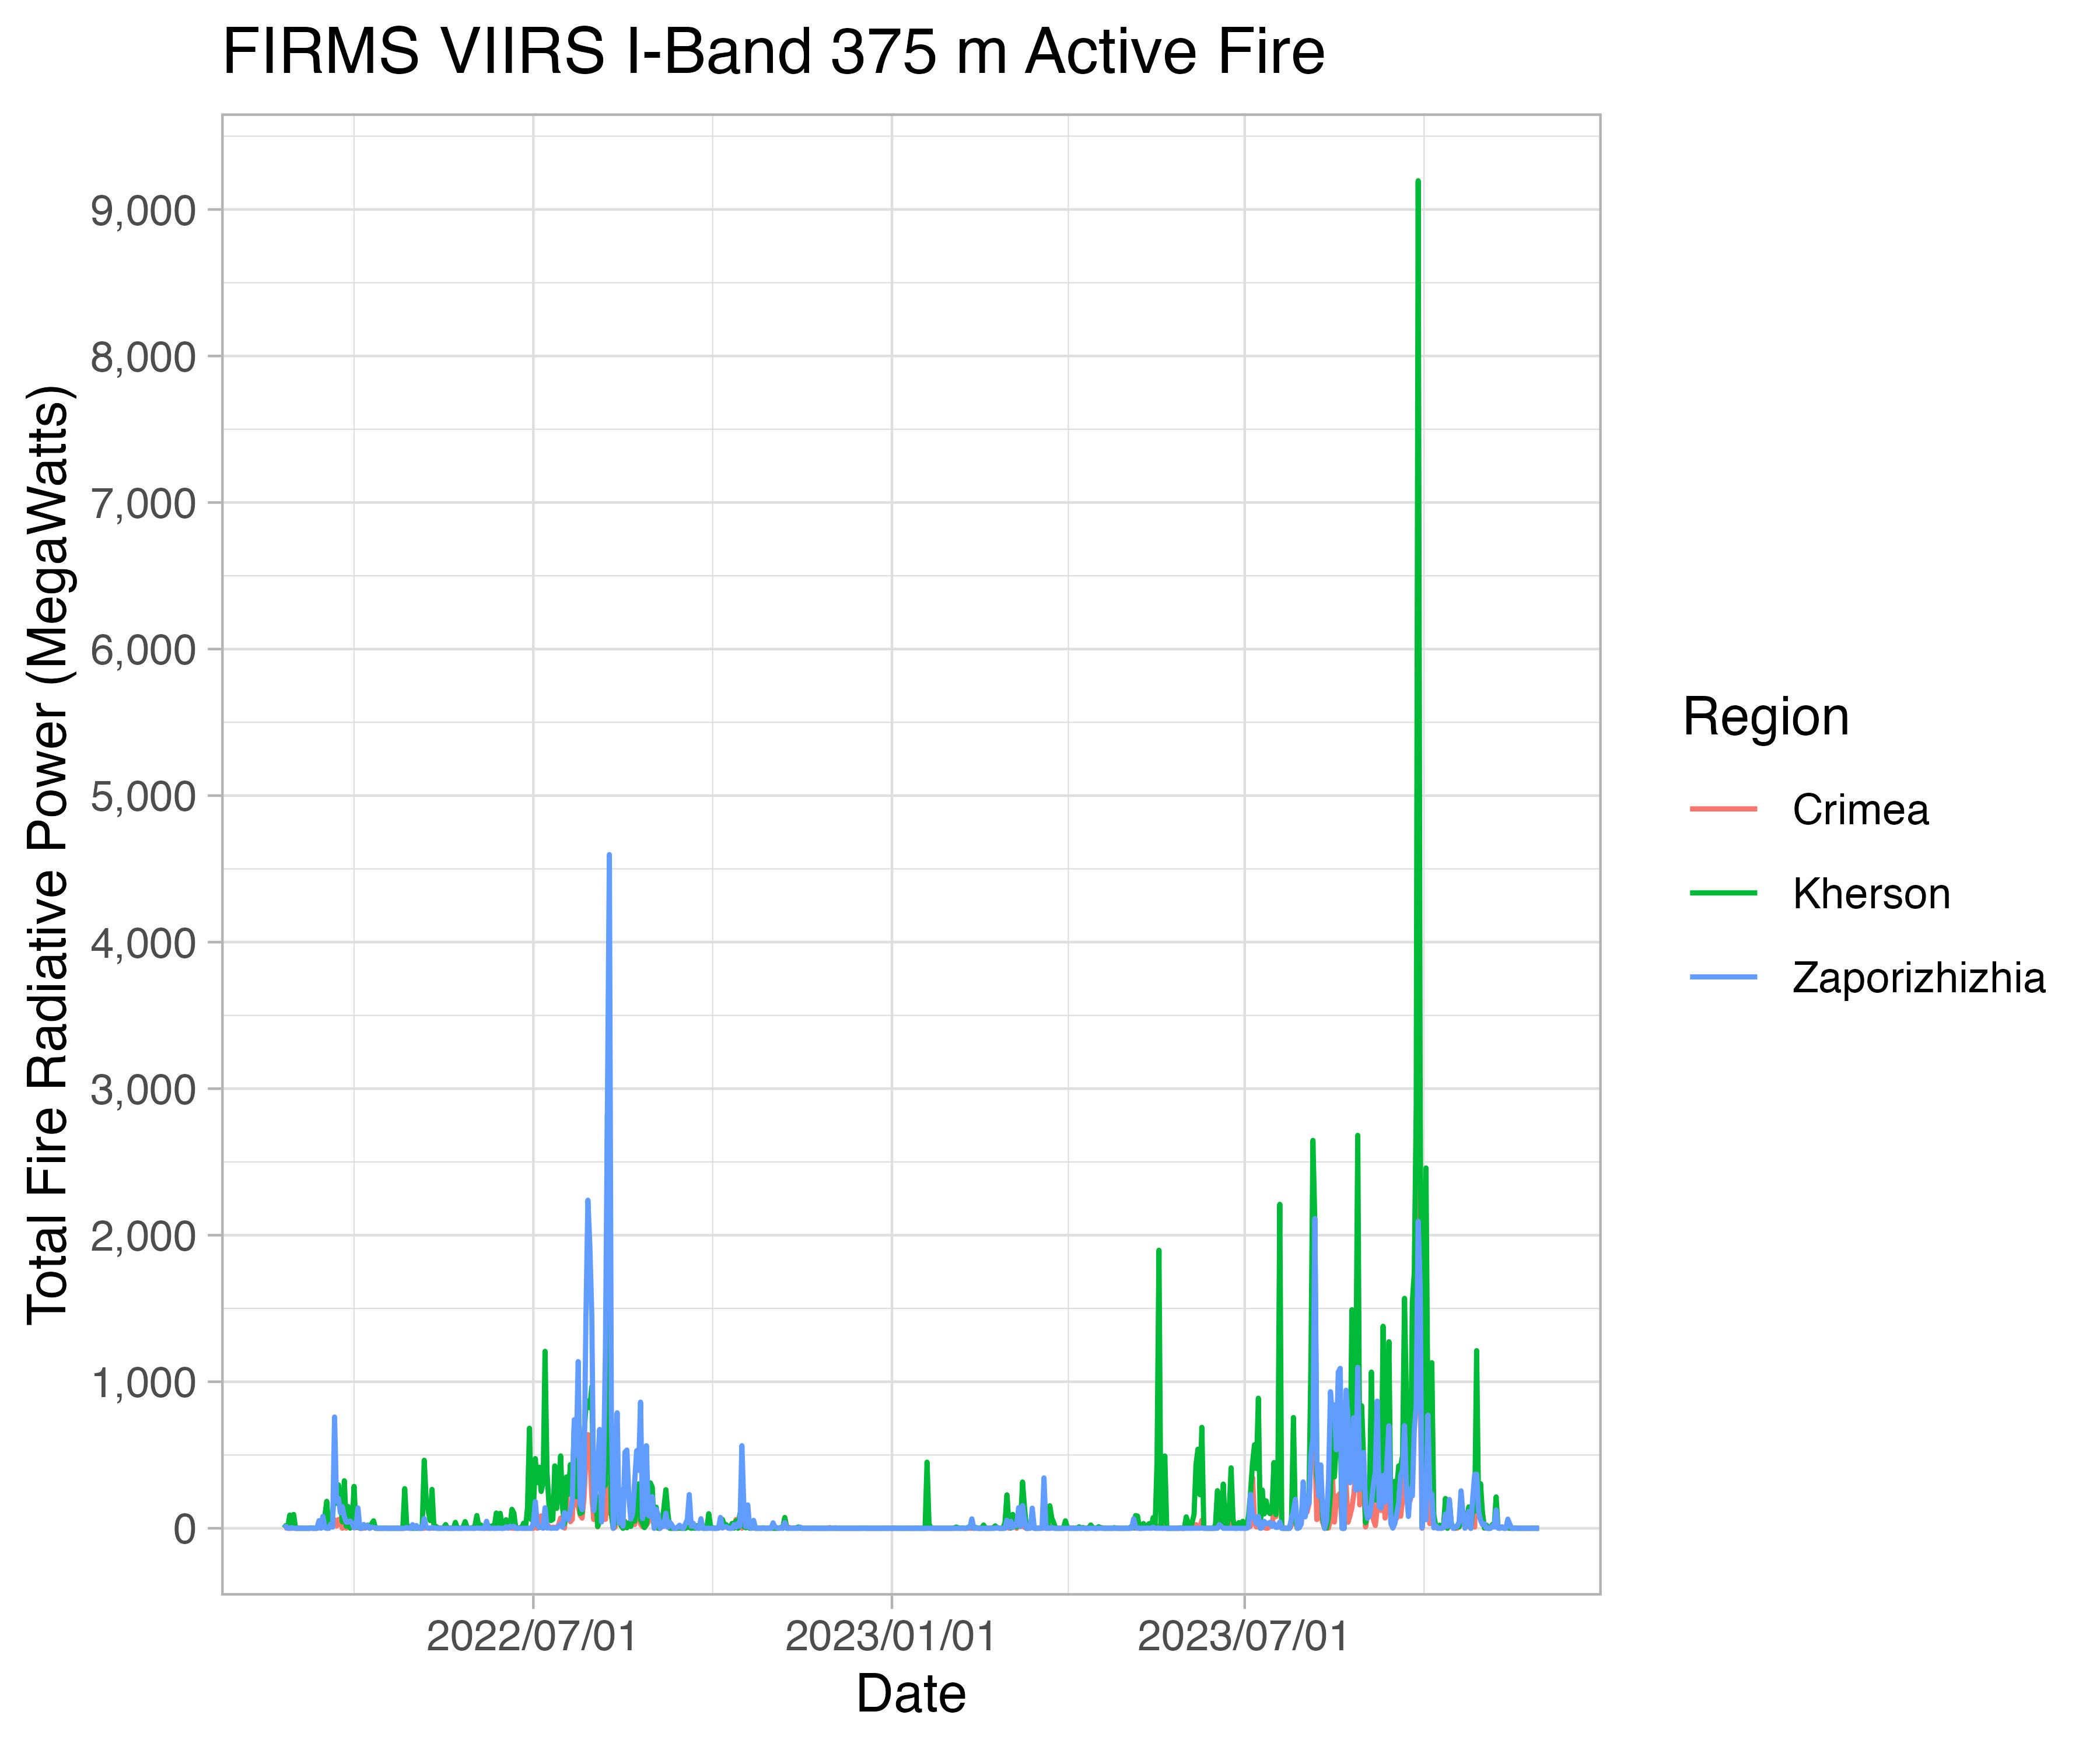 FIRMS VIIRS I-Band 375 m Active Fire
Total Fire Radiative Power (MegaWatts)
9,000
8,000
7,000
6,000
5,000
4,000
3,000
2,000
1,000
0
2022/07/01
2023/01/01
2023/07/01
Date
Region
Crimea
Kherson
Zaporizhizhia